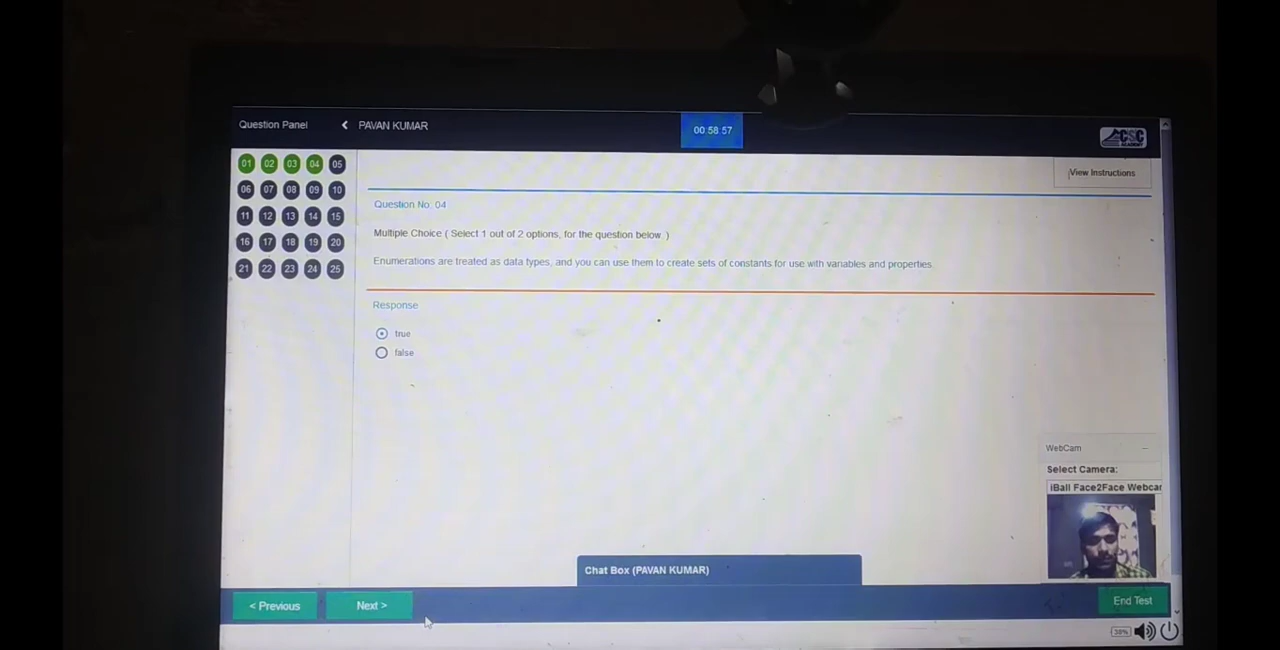 Question Panel
PAVAN KUMAR
00:58:57
CSC
View Instructions
01 02 03 04 05
06 07 08 09 10
11 12 13 14 15
16 17 18 19 20
21 22 23 24 25
Question No: 04
Multiple Choice ( Select 1 out of 2 options, for the question below. )
Enumerations are treated as data types, and you can use them to create sets of constants for use with variables and properties.
Response
true
false
WebCam
Select Camera:
iBall Face2Face Webcar
Chat Box (PAVAN KUMAR)
< Previous
Next >
End Test
38%